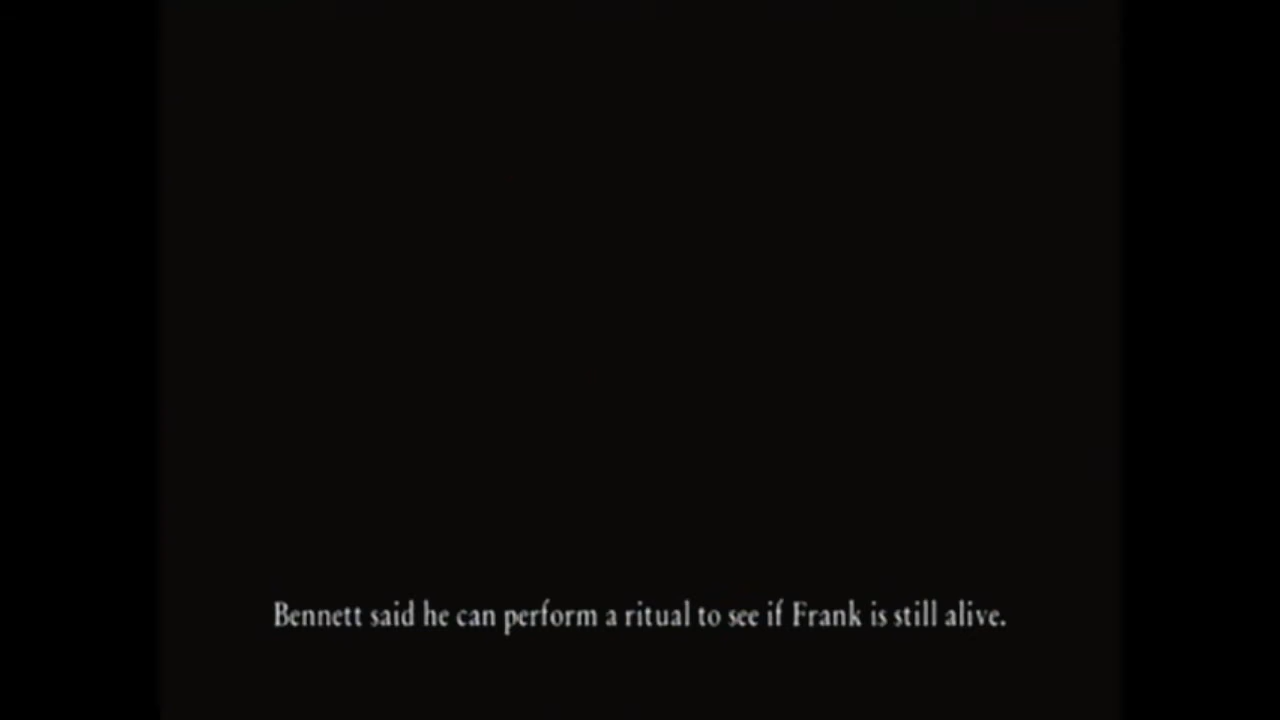 Bennett said he can perform a ritual to see if Frank is still alive.